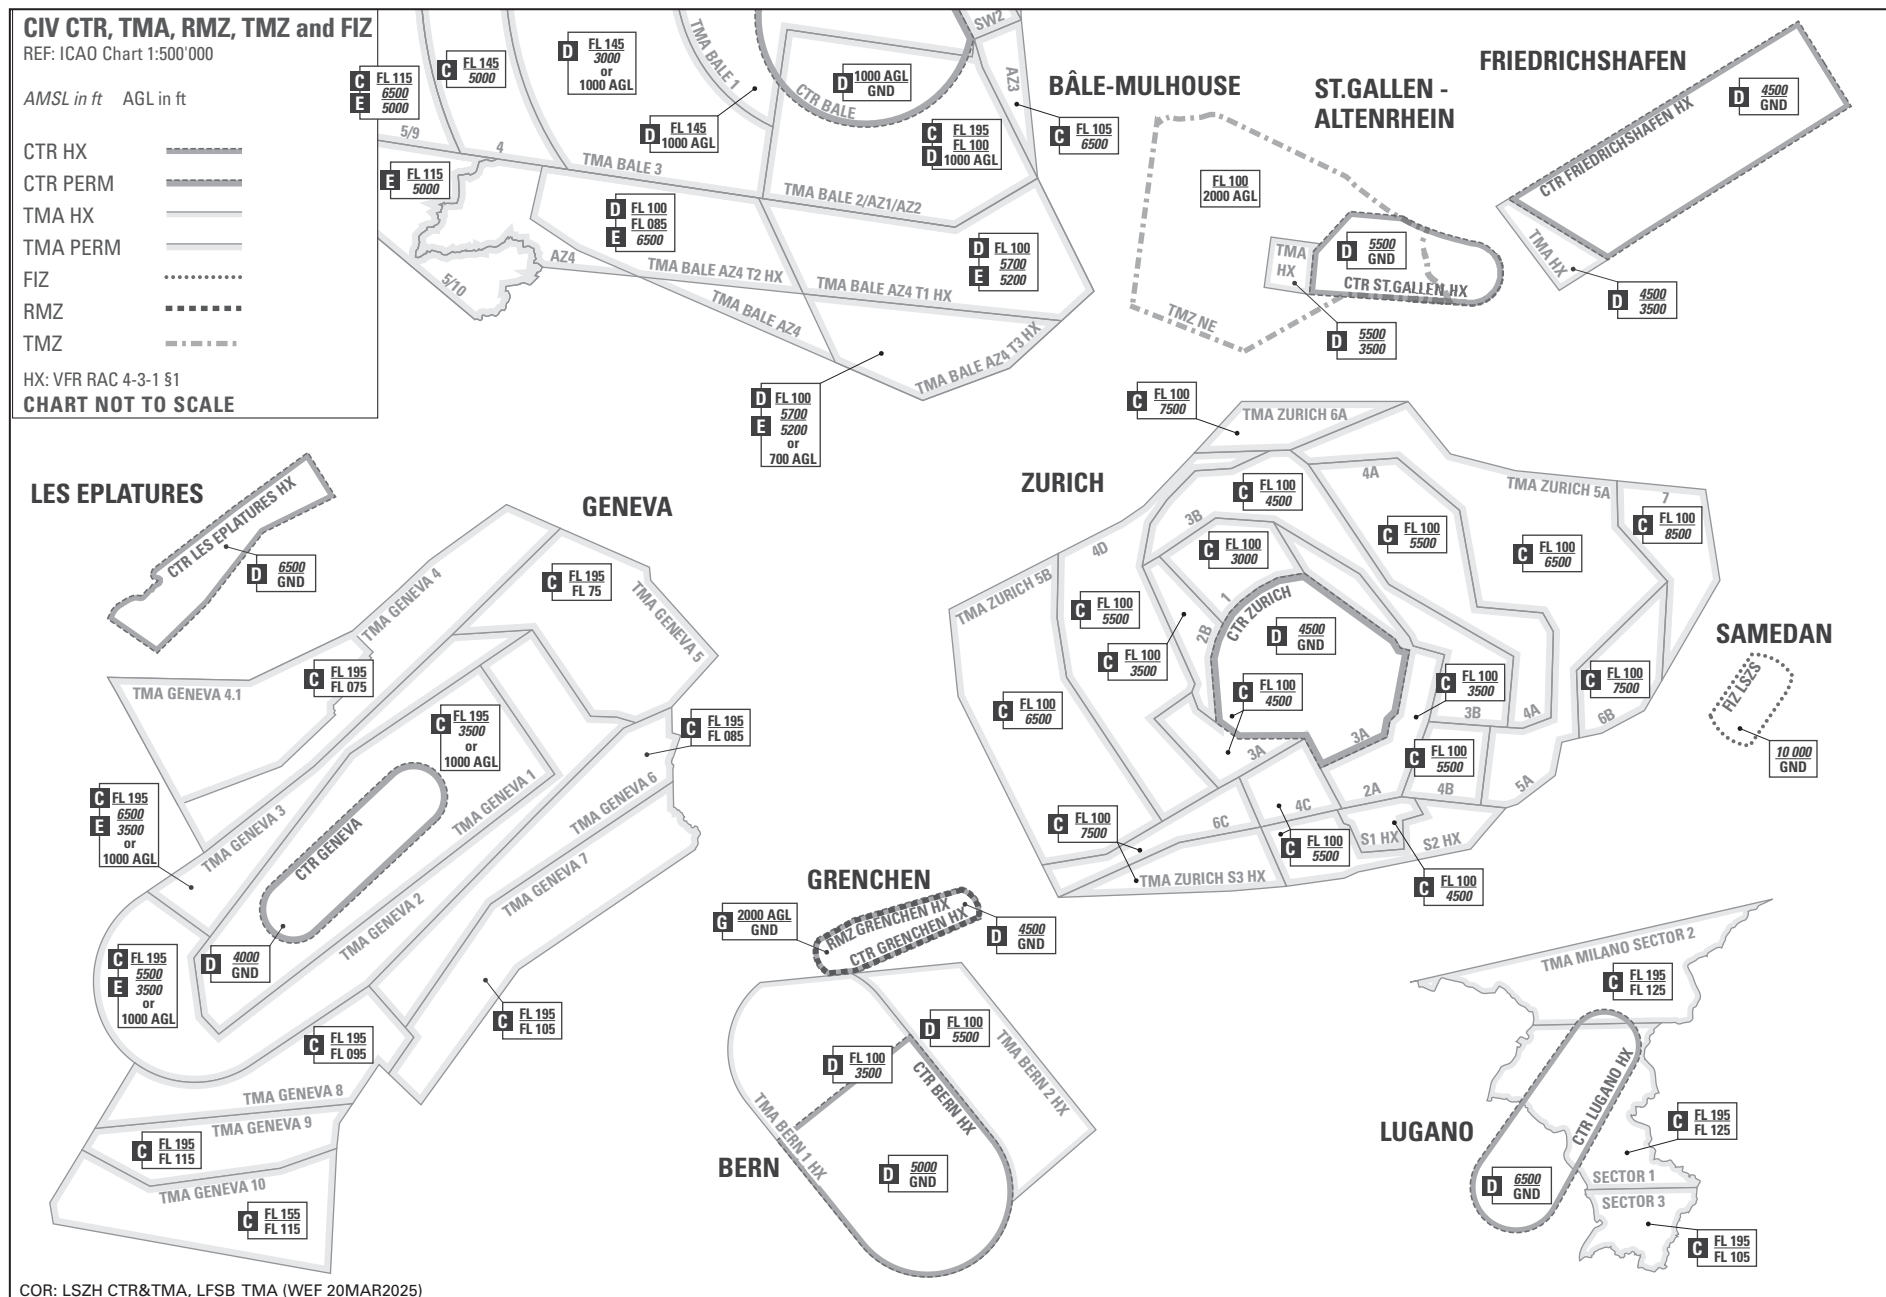 CIV CTR, TMA, RMZ, TMZ and FIZ
REF: ICAO Chart 1:500'000
AMSL in ft AGL in ft
CTR HX
CTR PERM
TMA HX
TMA PERM
FIZ
RMZ
TMZ
HX: VFR RAC 4-3-1 §1
CHART NOT TO SCALE
BÂLE-MULHOUSE
C FL 115
6500
E 5000
C FL 145
5000
D FL 145
3000
or
1000 AGL
TMA BALE 1
D FL 145
1000 AGL
D 1000 AGL
GND
CTR BALE
SW2
AZ3
C FL 195
FL 100
D 1000 AGL
C FL 105
6500
5/9
4
E FL 115
5000
TMA BALE 3
TMA BALE 2/AZ1/AZ2
D FL 100
FL 085
E 6500
D FL 100
5700
E 5200
5/10
AZ4
TMA BALE AZ4 T2 HX
TMA BALE AZ4 T1 HX
TMA BALE AZ4
TMA BALE AZ4 T3 HX
D FL 100
5700
E 5200
or
700 AGL
ST.GALLEN -
ALTENRHEIN
FL 100
2000 AGL
TMA
HX
D 5500
GND
CTR ST.GALLEN HX
TMZ NE
D 5500
3500
FRIEDRICHSHAFEN
D 4500
GND
CTR FRIEDRICHSHAFEN HX
TMA HX
D 4500
3500
LES EPLATURES
CTR LES EPLATURES HX
D 6500
GND
GENEVA
C FL 195
FL 75
TMA GENEVA 4
TMA GENEVA 5
TMA GENEVA 4.1
C FL 195
FL 075
C FL 195
3500
or
1000 AGL
C FL 195
FL 085
C FL 195
6500
E 3500
or
1000 AGL
TMA GENEVA 3
CTR GENEVA
TMA GENEVA 1
TMA GENEVA 6
TMA GENEVA 2
TMA GENEVA 7
D 4000
GND
C FL 195
5500
E 3500
or
1000 AGL
C FL 195
FL 105
C FL 195
FL 095
TMA GENEVA 8
TMA GENEVA 9
C FL 195
FL 115
TMA GENEVA 10
C FL 155
FL 115
ZURICH
C FL 100
7500
TMA ZURICH 6A
4A
TMA ZURICH 5A
7
C FL 100
4500
3B
C FL 100
8500
C FL 100
5500
C FL 100
6500
C FL 100
3000
4D
TMA ZURICH 5B
C FL 100
5500
1
CTR ZURICH
2B
D 4500
GND
C FL 100
3500
C FL 100
4500
C FL 100
3500
C FL 100
7500
C FL 100
6500
3B
4A
6B
3A
3A
C FL 100
5500
2A
4B
5A
4C
6C
C FL 100
7500
C FL 100
5500
S1 HX
S2 HX
TMA ZURICH S3 HX
C FL 100
4500
SAMEDAN
FIZ LSZS
10 000
GND
GRENCHEN
G 2000 AGL
GND
RMZ GRENCHEN HX
CTR GRENCHEN HX
D 4500
GND
BERN
D FL 100
5500
D FL 100
3500
CTR BERN HX
TMA BERN 2 HX
TMA BERN 1 HX
D 5000
GND
LUGANO
TMA MILANO SECTOR 2
C FL 195
FL 125
CTR LUGANO HX
C FL 195
FL 125
D 6500
GND
SECTOR 1
SECTOR 3
C FL 195
FL 105
COR: LSZH CTR&TMA, LFSB TMA (WEF 20MAR2025)